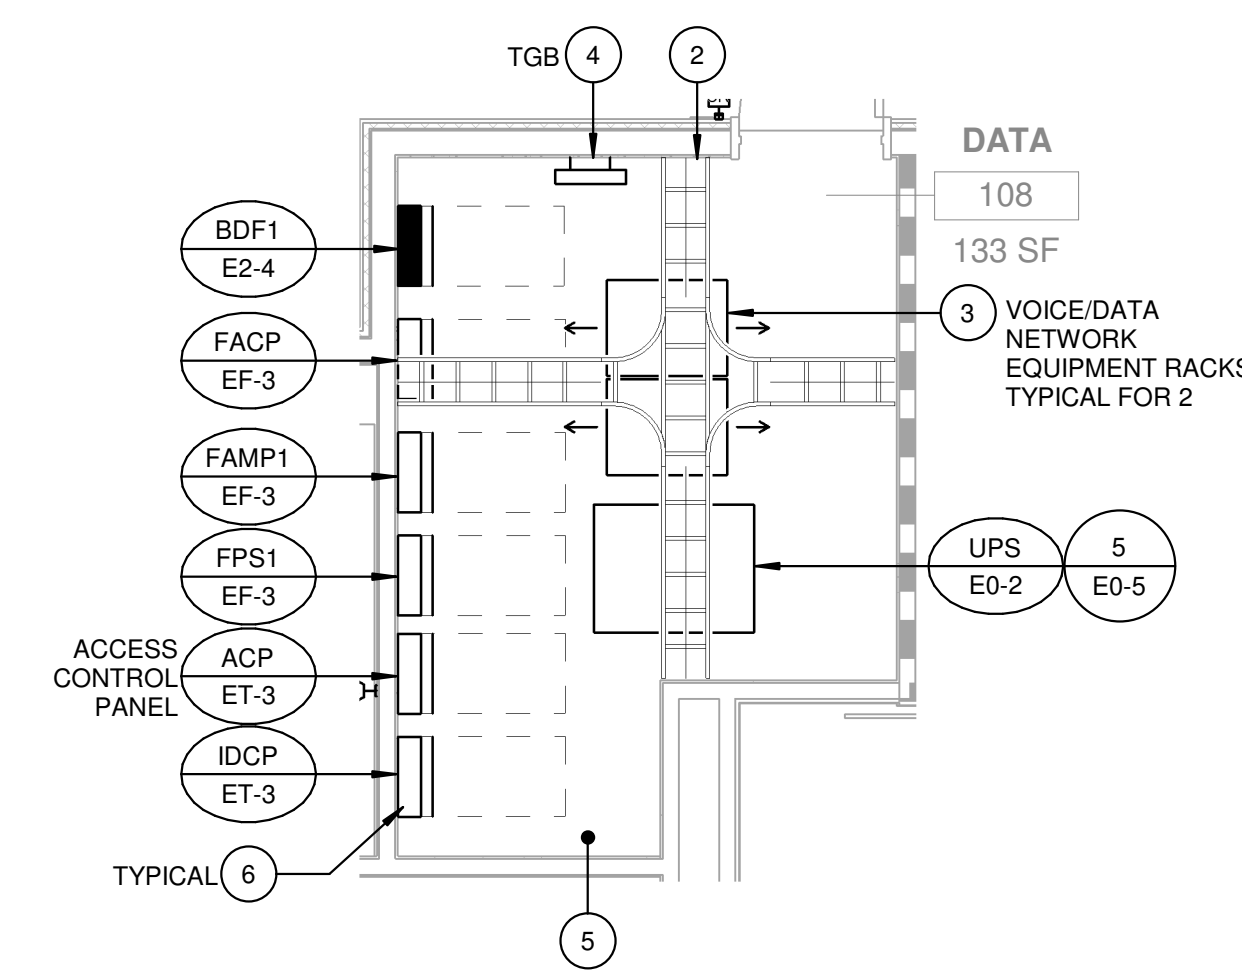 TGB 4
2
DATA
108
133 SF
BDF1
E2-4
3
VOICE/DATA
NETWORK
EQUIPMENT RACKS
TYPICAL FOR 2
FACP
EF-3
FAMP1
EF-3
FPS1
EF-3
UPS
E0-2
5
E0-5
ACCESS
CONTROL
PANEL
ACP
ET-3
IDCP
ET-3
TYPICAL 6
5